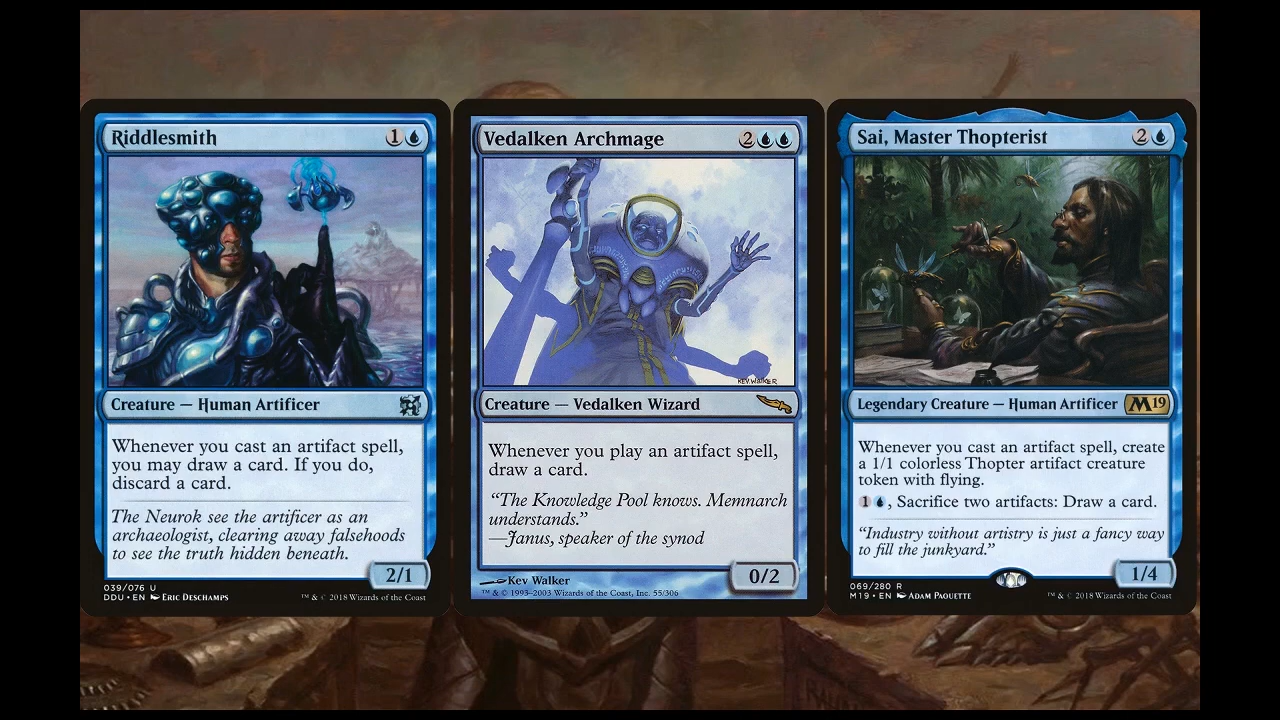 Riddlesmith 1
Creature — Human Artificer
Whenever you cast an artifact spell,
you may draw a card. If you do,
discard a card.
The Neurok see the artificer as an
archaeologist, clearing away falsehoods
to see the truth hidden beneath.
2/1
039/076 U
DDU • EN Eric Deschamps
™ & © 2018 Wizards of the Coast
Vedalken Archmage 2
KEV WALKER
Creature — Vedalken Wizard
Whenever you play an artifact spell,
draw a card.
“The Knowledge Pool knows. Memnarch
understands.”
—Janus, speaker of the synod
0/2
Kev Walker
™ & © 1993–2003 Wizards of the Coast, Inc. 55/306
Sai, Master Thopterist 2
Legendary Creature — Human Artificer M19
Whenever you cast an artifact spell, create
a 1/1 colorless Thopter artifact creature
token with flying.
1 , Sacrifice two artifacts: Draw a card.
“Industry without artistry is just a fancy way
to fill the junkyard.”
1/4
069/280 R
M19 • EN Adam Paquette
™ & © 2018 Wizards of the Coast